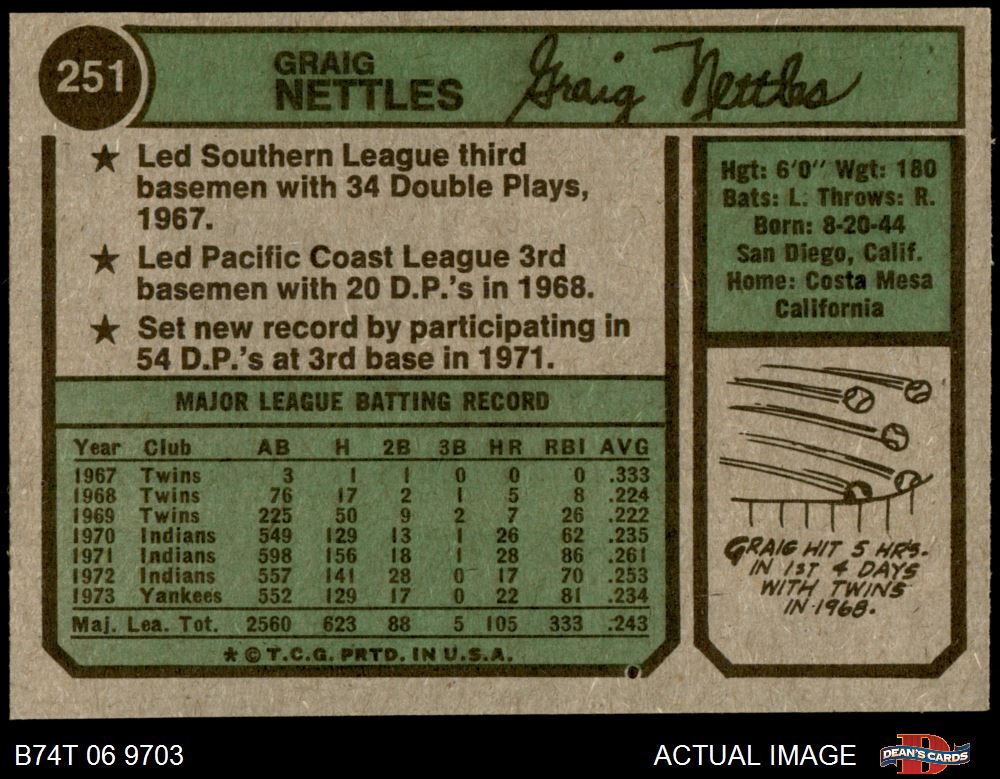 251
GRAIG
NETTLES
Graig Nettles
★ Led Southern League third
basemen with 34 Double Plays,
1967.
★ Led Pacific Coast League 3rd
basemen with 20 D.P.'s in 1968.
★ Set new record by participating in
54 D.P.'s at 3rd base in 1971.
Hgt: 6'0" Wgt: 180
Bats: L. Throws: R.
Born: 8-20-44
San Diego, Calif.
Home: Costa Mesa
California
MAJOR LEAGUE BATTING RECORD
Year Club AB H 2B 3B HR RBI AVG
1967 Twins 3 1 1 0 0 0 .333
1968 Twins 76 17 2 1 5 8 .224
1969 Twins 225 50 9 2 7 26 .222
1970 Indians 549 129 13 1 26 62 .235
1971 Indians 598 156 18 1 28 86 .261
1972 Indians 557 141 28 0 17 70 .253
1973 Yankees 552 129 17 0 22 81 .234
Maj. Lea. Tot. 2560 623 88 5 105 333 .243
★ © T.C.G. PRTD. IN U.S.A.
GRAIG HIT 5 HR'S.
IN 1ST 4 DAYS
WITH TWINS
IN 1968.
B74T 06 9703
ACTUAL IMAGE
DEAN'S CARDS